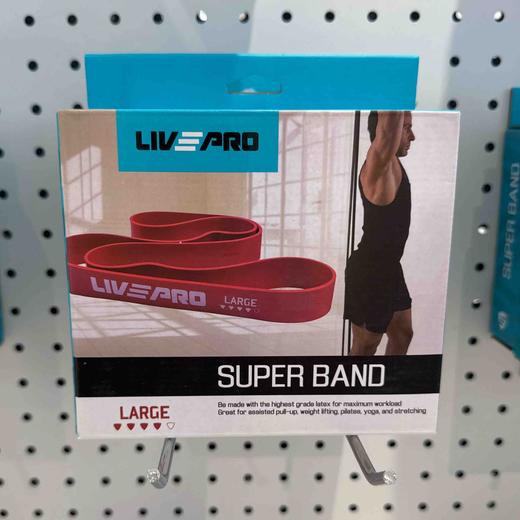 LIVEPRO
LIVEPRO LARGE
SUPER BAND
LARGE
Be made with the highest grade latex for maximum workload
Great for assisted pull-up, weight lifting, pilates, yoga, and stretching
SUPER BAND